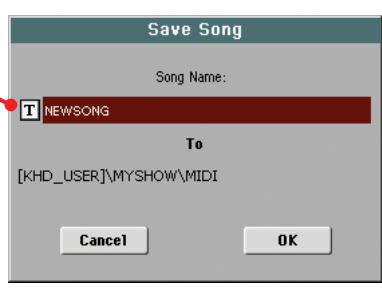 Save Song
Song Name:
T NEWSONG
To
[KHD_USER]\MYSHOW\MIDI
Cancel OK